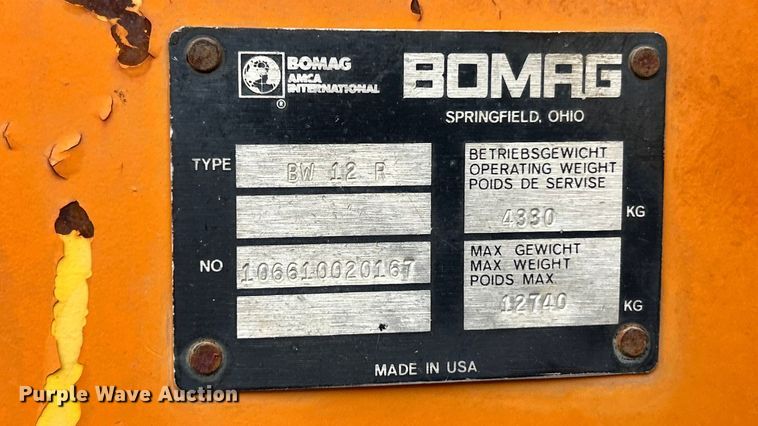 BOMAG
AMCA
INTERNATIONAL
®
BOMAG
SPRINGFIELD, OHIO
TYPE BW 12 R
BETRIEBSGEWICHT
OPERATING WEIGHT
POIDS DE SERVISE
4330 KG
NO 106610020167
MAX GEWICHT
MAX WEIGHT
POIDS MAX
12740 KG
MADE IN USA
Purple Wave Auction